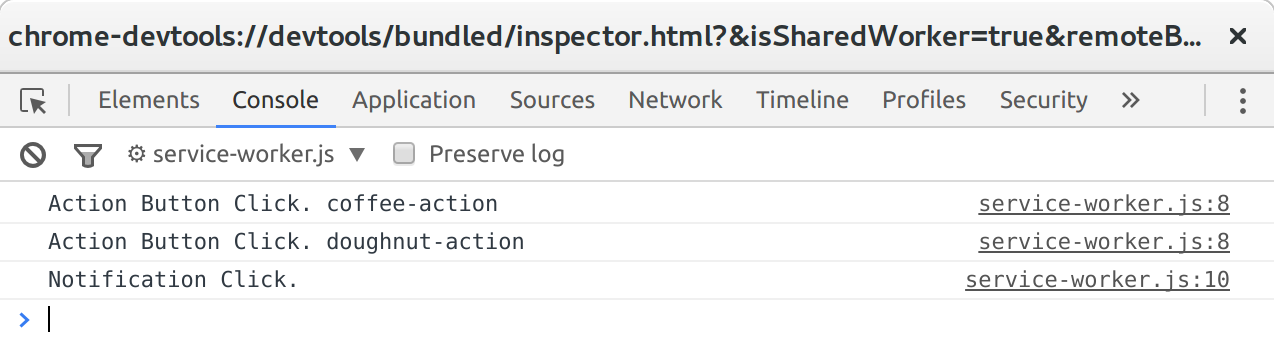 chrome-devtools://devtools/bundled/inspector.html?&isSharedWorker=true&remoteB...
Elements Console Application Sources Network Timeline Profiles Security
service-worker.js Preserve log
Action Button Click. coffee-action service-worker.js:8
Action Button Click. doughnut-action service-worker.js:8
Notification Click. service-worker.js:10